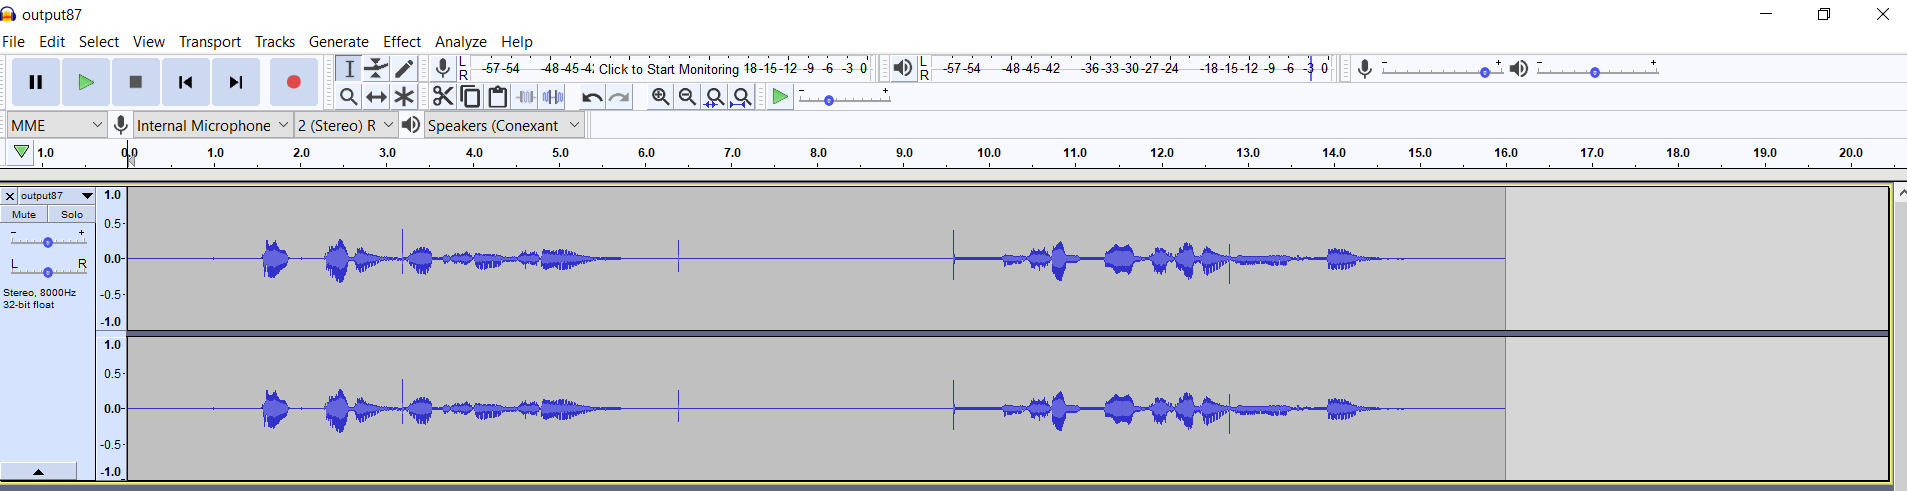 output87
File Edit Select View Transport Tracks Generate Effect Analyze Help
L
R
-57-54 -48-45-4 Click to Start Monitoring 18-15-12 -9 -6 -3 0
L
R
-57-54 -48-45-42 -36-33-30-27-24 -18-15-12 -9 -6 -3 0
- +
- +
- +
MME Internal Microphone 2 (Stereo) R Speakers (Conexant
1.0 0.0 1.0 2.0 3.0 4.0 5.0 6.0 7.0 8.0 9.0 10.0 11.0 12.0 13.0 14.0 15.0 16.0 17.0 18.0 19.0 20.0
output87
Mute Solo
- +
L R
Stereo, 8000Hz
32-bit float
1.0
0.5-
0.0-
-0.5-
-1.0
1.0
0.5-
0.0-
-0.5-
-1.0